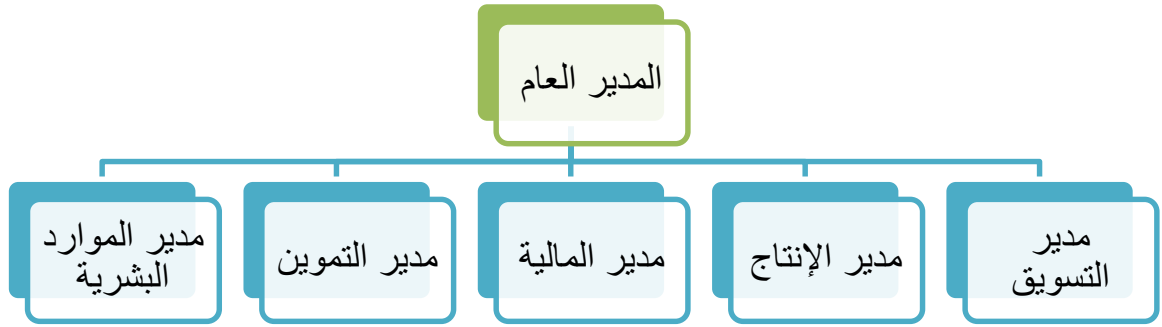 المدير العام
مدير
التسويق
مدير الإنتاج
مدير المالية
مدير التموين
مدير الموارد
البشرية